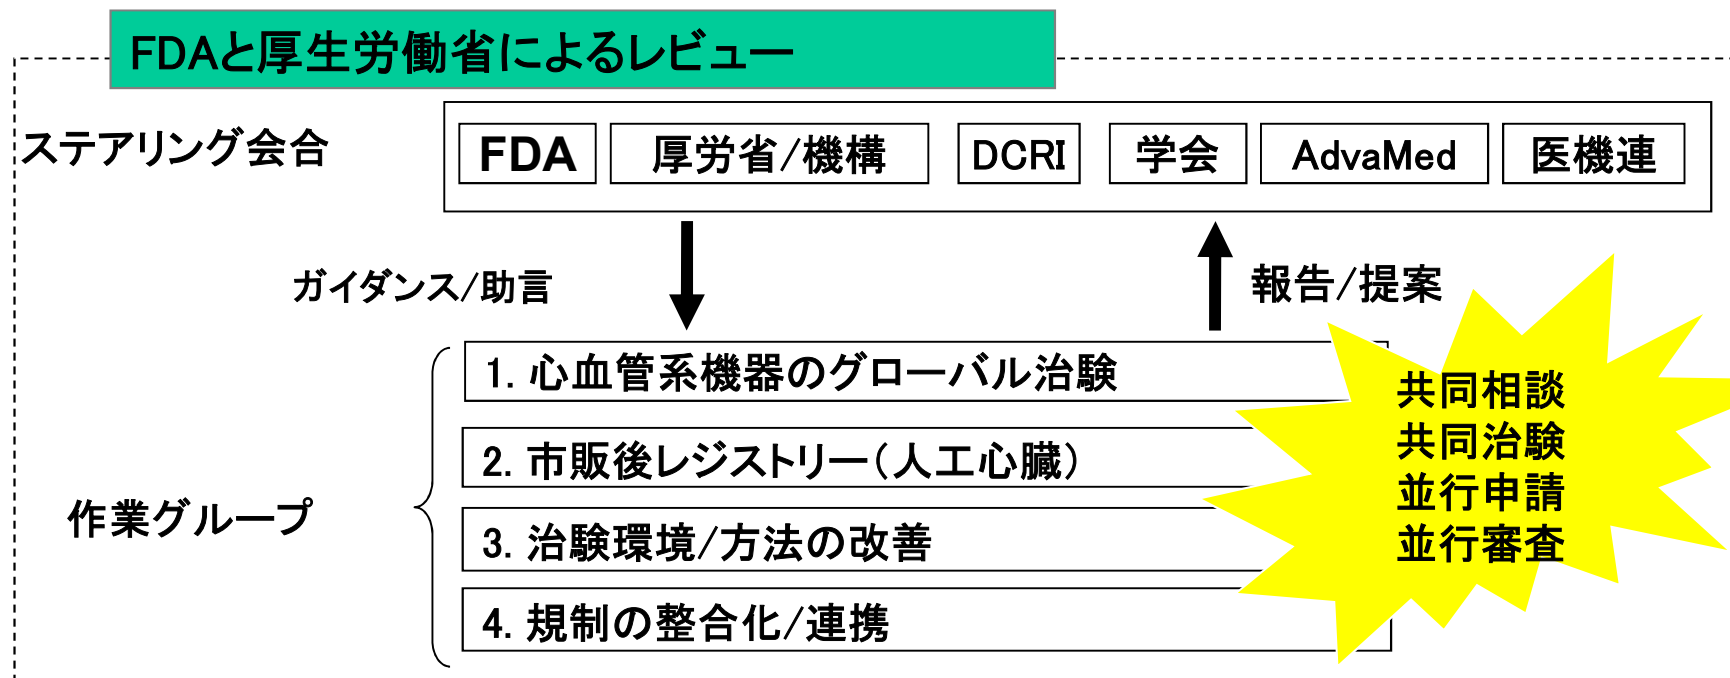 FDAと厚生労働省によるレビュー
ステアリング会合
FDA
厚労省/機構
DCRI
学会
AdvaMed
医機連
ガイダンス/助言
報告/提案
作業グループ
1. 心血管系機器のグローバル治験
2. 市販後レジストリー（人工心臓）
3. 治験環境/方法の改善
4. 規制の整合化/連携
共同相談
共同治験
並行申請
並行審査